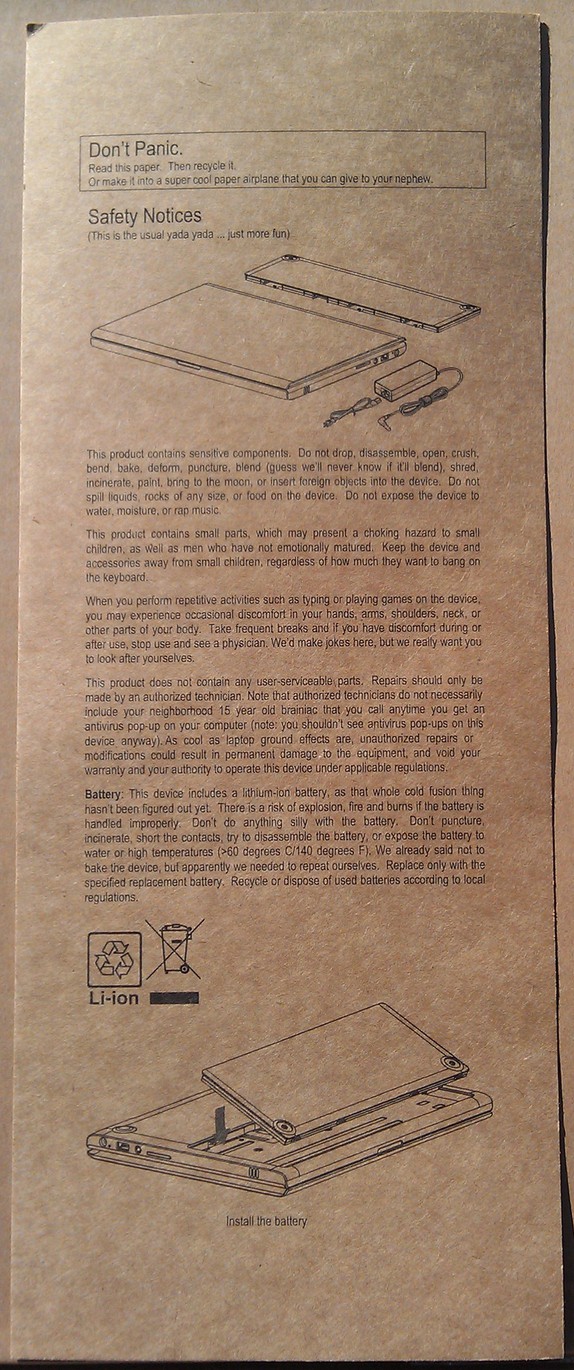 Don't Panic.
Read this paper. Then recycle it.
Or make it into a super cool paper airplane that you can give to your nephew.
Safety Notices
(This is the usual yada yada ... just more fun)
This product contains sensitive components. Do not drop, disassemble, open, crush,
bend, bake, deform, puncture, blend (guess we'll never know if it'll blend), shred,
incinerate, paint, bring to the moon, or insert foreign objects into the device. Do not
spill liquids, rocks of any size, or food on the device. Do not expose the device to
water, moisture, or rap music.
This product contains small parts, which may present a choking hazard to small
children, as well as men who have not emotionally matured. Keep the device and
accessories away from small children, regardless of how much they want to bang on
the keyboard.
When you perform repetitive activities such as typing or playing games on the device,
you may experience occasional discomfort in your hands, arms, shoulders, neck, or
other parts of your body. Take frequent breaks and if you have discomfort during or
after use, stop use and see a physician. We'd make jokes here, but we really want you
to look after yourselves.
This product does not contain any user-serviceable parts. Repairs should only be
made by an authorized technician. Note that authorized technicians do not necessarily
include your neighborhood 15 year old brainiac that you call anytime you get an
antivirus pop-up on your computer (note: you shouldn't see antivirus pop-ups on this
device anyway). As cool as laptop ground effects are, unauthorized repairs or
modifications could result in permanent damage to the equipment, and void your
warranty and your authority to operate this device under applicable regulations.
Battery: This device includes a lithium-ion battery, as that whole cold fusion thing
hasn't been figured out yet. There is a risk of explosion, fire and burns if the battery is
handled improperly. Don't do anything silly with the battery. Don't puncture,
incinerate, short the contacts, try to disassemble the battery, or expose the battery to
water or high temperatures (>60 degrees C/140 degrees F). We already said not to
bake the device, but apparently we needed to repeat ourselves. Replace only with the
specified replacement battery. Recycle or dispose of used batteries according to local
regulations.
Li-ion
Install the battery